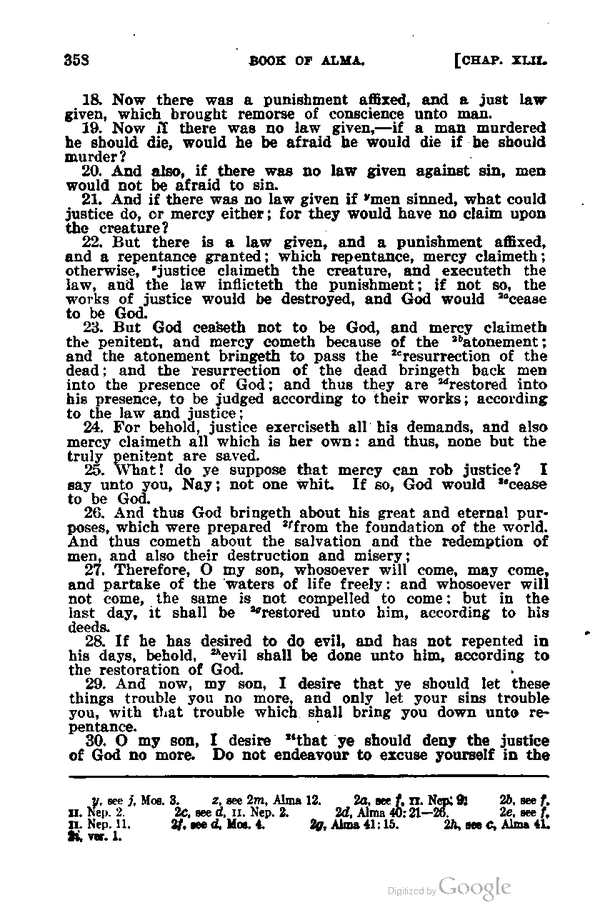 358 BOOK OF ALMA. [CHAP. XLII.
18. Now there was a punishment affixed, and a just law
given, which brought remorse of conscience unto man.
19. Now if there was no law given,—if a man murdered
he should die, would he be afraid he would die if he should
murder?
20. And also, if there was no law given against sin, men
would not be afraid to sin.
21. And if there was no law given if ʸmen sinned, what could
justice do, or mercy either; for they would have no claim upon
the creature?
22. But there is a law given, and a punishment affixed,
and a repentance granted; which repentance, mercy claimeth;
otherwise, ᶻjustice claimeth the creature, and executeth the
law, and the law inflicteth the punishment; if not so, the
works of justice would be destroyed, and God would ²ᵃcease
to be God.
23. But God ceaseth not to be God, and mercy claimeth
the penitent, and mercy cometh because of the ²ᵇatonement;
and the atonement bringeth to pass the ²ᶜresurrection of the
dead; and the resurrection of the dead bringeth back men
into the presence of God; and thus they are ²ᵈrestored into
his presence, to be judged according to their works; according
to the law and justice;
24. For behold, justice exerciseth all his demands, and also
mercy claimeth all which is her own: and thus, none but the
truly penitent are saved.
25. What! do ye suppose that mercy can rob justice? I
say unto you, Nay; not one whit. If so, God would ²ᵉcease
to be God.
26. And thus God bringeth about his great and eternal pur-
poses, which were prepared ²ᶠfrom the foundation of the world.
And thus cometh about the salvation and the redemption of
men, and also their destruction and misery;
27. Therefore, O my son, whosoever will come, may come,
and partake of the waters of life freely: and whosoever will
not come, the same is not compelled to come; but in the
last day, it shall be ²ᵍrestored unto him, according to his
deeds.
28. If he has desired to do evil, and has not repented in
his days, behold, ²ʰevil shall be done unto him, according to
the restoration of God.
29. And now, my son, I desire that ye should let these
things trouble you no more, and only let your sins trouble
you, with that trouble which shall bring you down unto re-
pentance.
30. O my son, I desire ²ⁱthat ye should deny the justice
of God no more. Do not endeavour to excuse yourself in the
y, see j, Mos. 3. z, see 2m, Alma 12. 2a, see f, II. Nep. 9. 2b, see f,
II. Nep. 2. 2c, see d, II. Nep. 2. 2d, Alma 40: 21—26. 2e, see f,
II. Nep. 11. 2f, see d, Mos. 4. 2g, Alma 41: 15. 2h, see c, Alma 41.
2i, ver. 1.
Digitized by Google